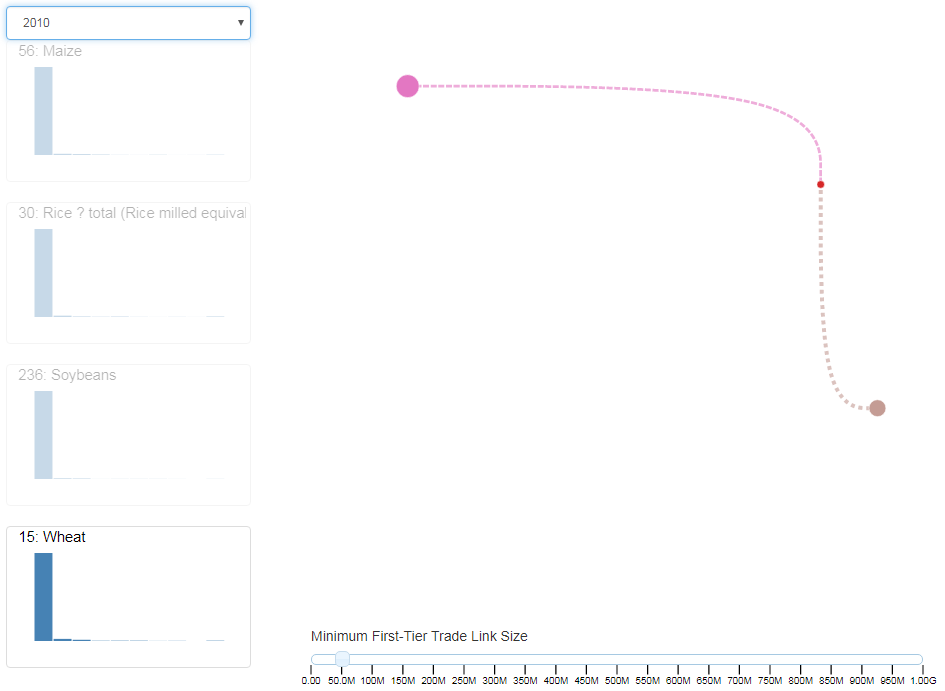 2010
56: Maize
30: Rice ? total (Rice milled equival
236: Soybeans
15: Wheat
Minimum First-Tier Trade Link Size
0.00 50.0M 100M 150M 200M 250M 300M 350M 400M 450M 500M 550M 600M 650M 700M 750M 800M 850M 900M 950M 1.00G